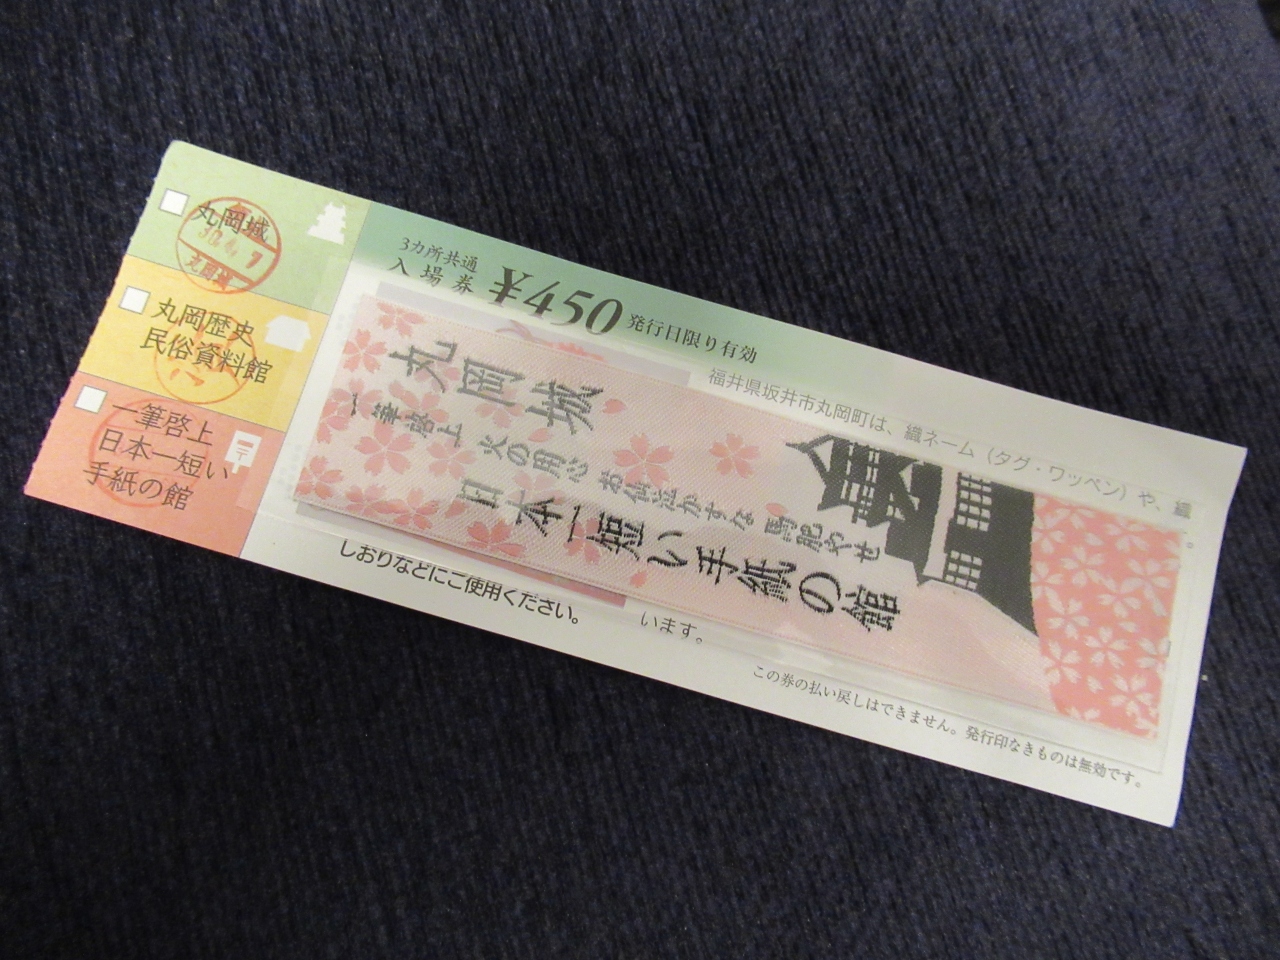 丸岡城
30.4.7
丸岡城
丸岡歴史
民俗資料館
一筆啓上
日本一短い
手紙の館
3カ所共通
入場券
¥450
発行日限り有効
福井県坂井市丸岡町は、織ネーム(タグ・ワッペン)や、織
丸岡城
一筆啓上 火の用心 お仙泣かすな 馬肥やせ
日本一短い手紙の館
しおりなどにご使用ください。
います。
この券の払い戻しはできません。発行印なきものは無効です。